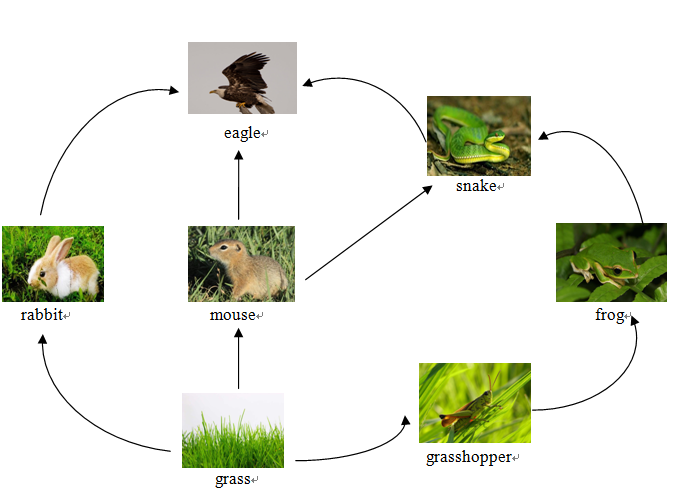 eagle
snake
rabbit
mouse
frog
grasshopper
grass